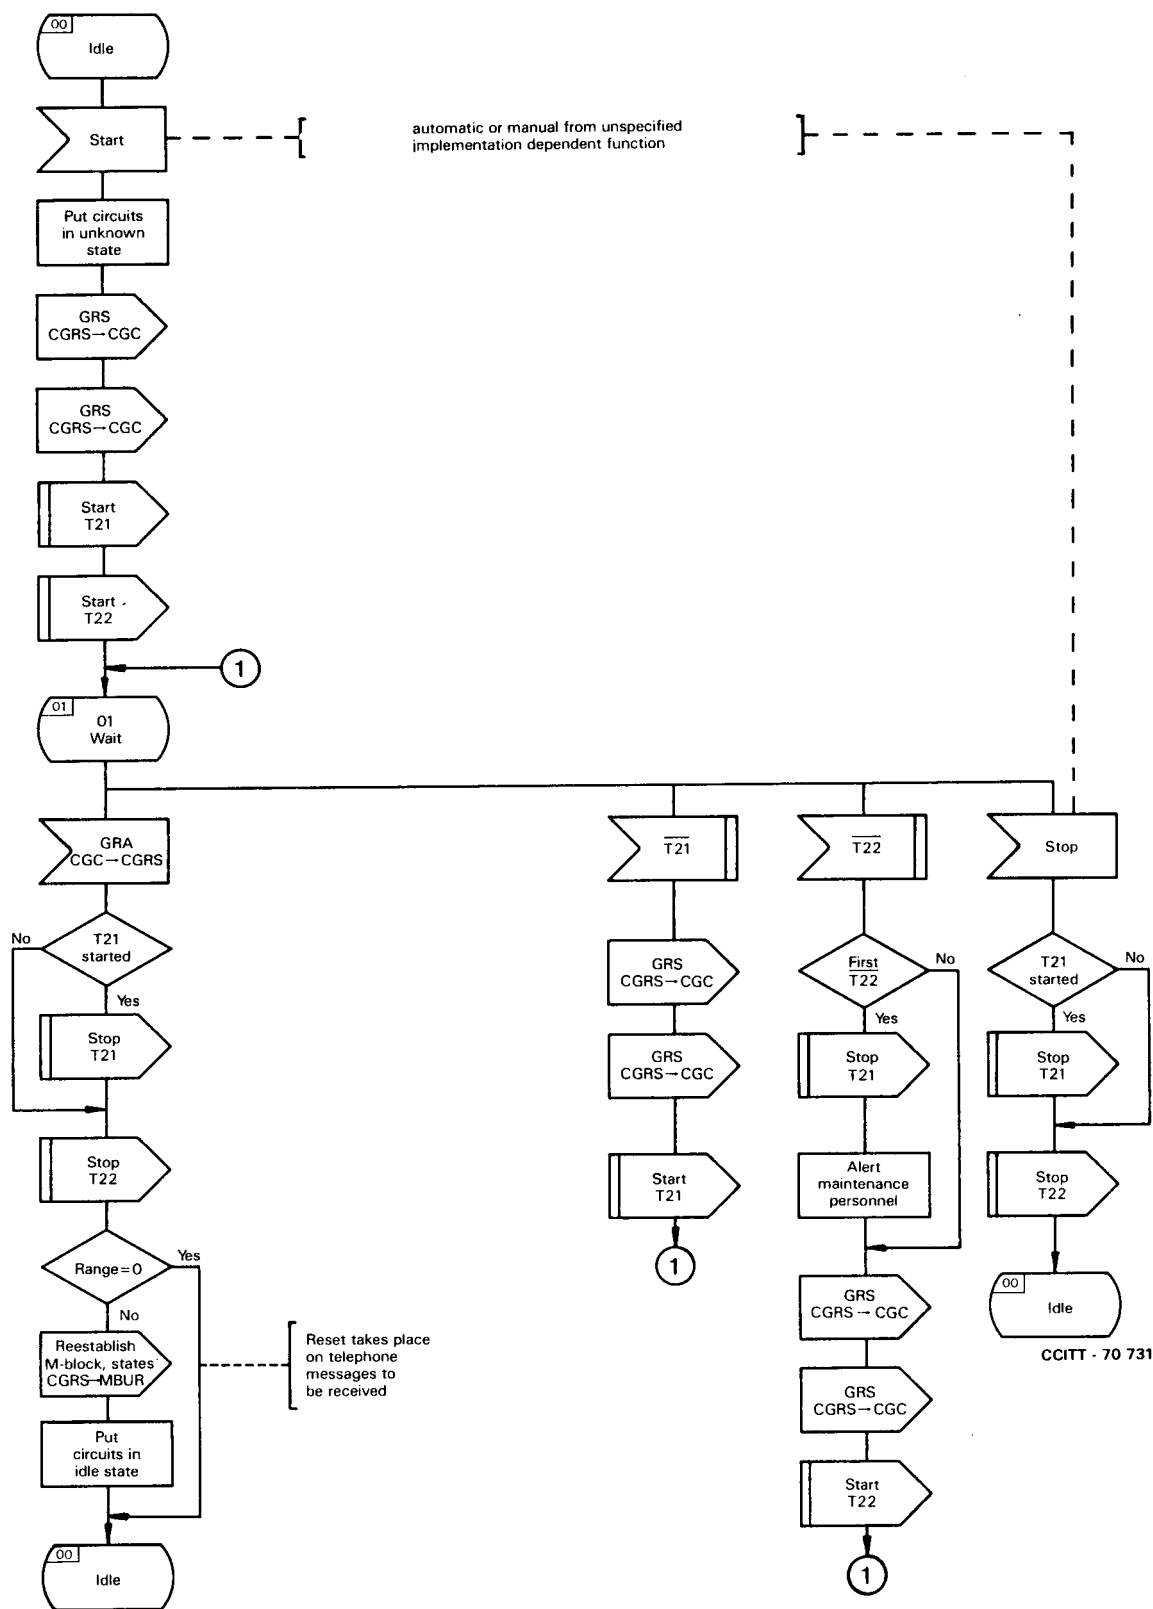 00
Idle
Start
automatic or manual from unspecified
implementation dependent function
Put circuits
in unknown
state
GRS
CGRS→CGC
GRS
CGRS→CGC
Start
T21
Start
T22
1
01
01
Wait
GRA
CGC→CGRS
T21
started
No
Yes
Stop
T21
Stop
T22
Range=0
Yes
No
Reestablish
M-block, states
CGRS→MBUR
Reset takes place
on telephone
messages to
be received
Put
circuits in
idle state
00
Idle
T21
GRS
CGRS→CGC
GRS
CGRS→CGC
Start
T21
1
T22
First
T22
No
Yes
Stop
T21
Alert
maintenance
personnel
GRS
CGRS→CGC
GRS
CGRS→CGC
Start
T22
1
Stop
T21
started
No
Yes
Stop
T21
Stop
T22
00
Idle
CCITT - 70 731